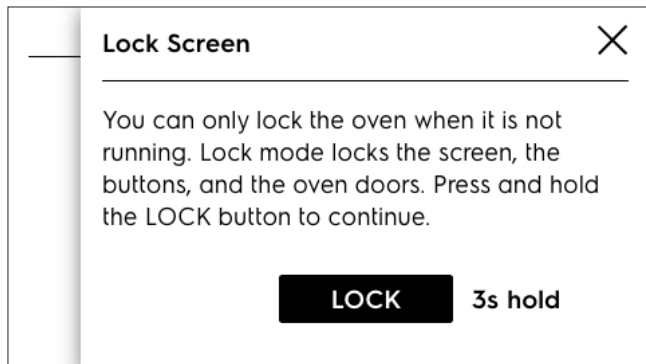 Lock Screen
You can only lock the oven when it is not
running. Lock mode locks the screen, the
buttons, and the oven doors. Press and hold
the LOCK button to continue.
LOCK 3s hold